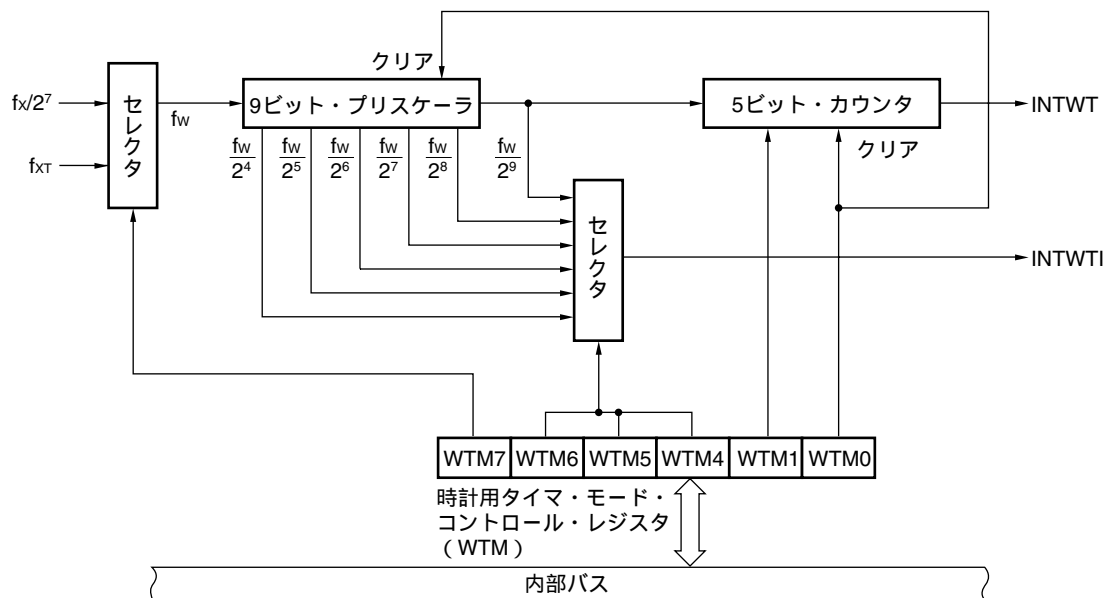 クリア
fX/2⁷
fXT
セレクタ
fW
9ビット・プリスケーラ
5ビット・カウンタ
INTWT
クリア
fW/2⁴
fW/2⁵
fW/2⁶
fW/2⁷
fW/2⁸
fW/2⁹
セレクタ
INTWTI
WTM7 WTM6 WTM5 WTM4 WTM1 WTM0
時計用タイマ・モード・
コントロール・レジスタ
（WTM）
内部バス